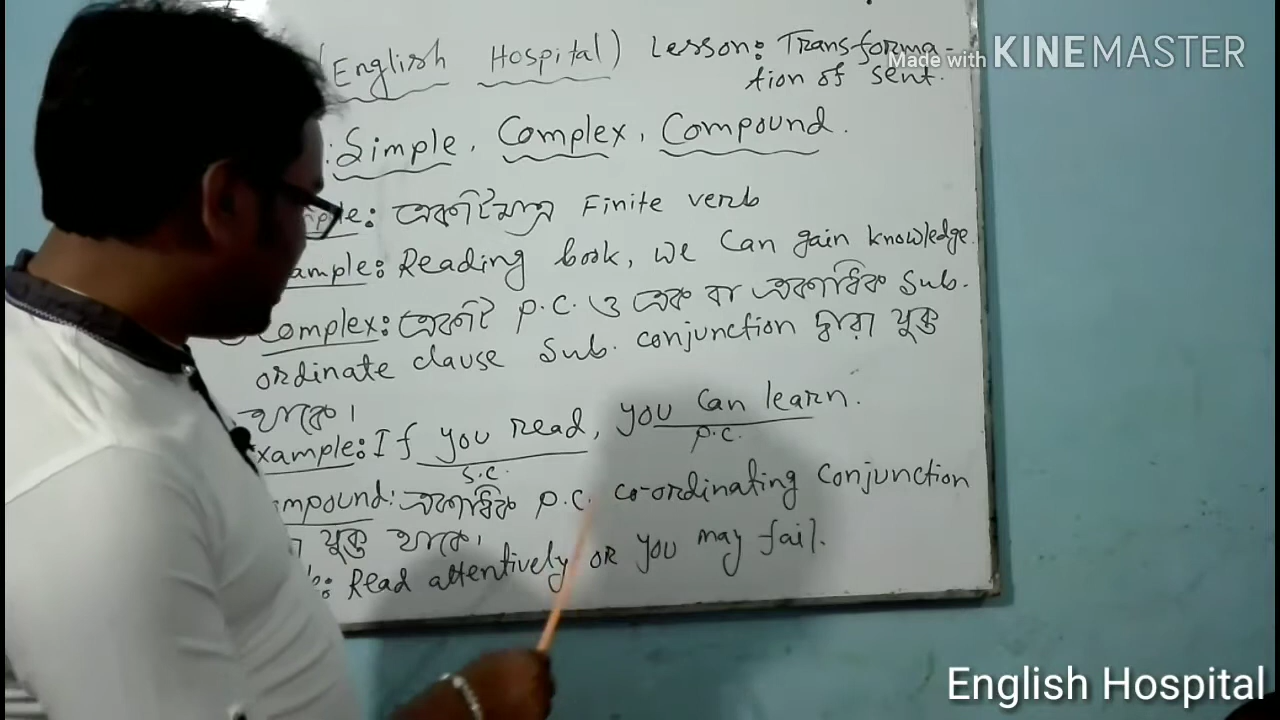 (English Hospital) Lesson: Transforma-
tion of sent.
Made with KINEMASTER
: Simple, Complex, Compound.
mple: একটিমাত্র Finite verb
ample: Reading book, we can gain knowledge.
Complex: একটি P.C. ও এক বা একাধিক Sub.
ordinate clause Sub. conjunction দ্বারা যুক্ত
থাকে।
xample: If you read, you can learn.
S.C. P.C.
mpound: একাধিক P.C. co-ordinating conjunction
যুক্ত থাকে।
: Read attentively or you may fail.
English Hospital